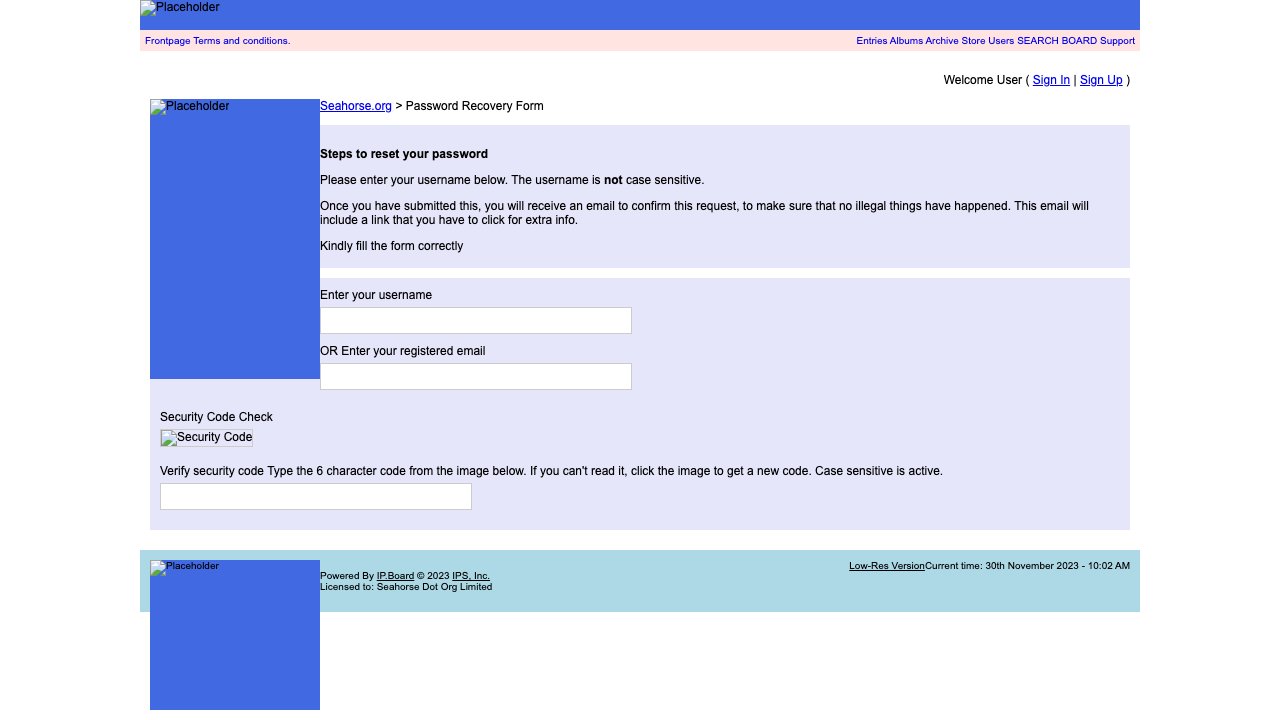 Placeholder
Frontpage Terms and conditions.
Entries Albums Archive Store Users SEARCH BOARD Support
Welcome User ( Sign In | Sign Up )
Placeholder
Seahorse.org > Password Recovery Form
Steps to reset your password
Please enter your username below. The username is not case sensitive.
Once you have submitted this, you will receive an email to confirm this request, to make sure that no illegal things have happened. This email will
include a link that you have to click for extra info.
Kindly fill the form correctly
Enter your username
OR Enter your registered email
Security Code Check
Security Code
Verify security code Type the 6 character code from the image below. If you can't read it, click the image to get a new code. Case sensitive is active.
Placeholder
Powered By IP.Board © 2023 IPS, Inc.
Licensed to: Seahorse Dot Org Limited
Low-Res VersionCurrent time: 30th November 2023 - 10:02 AM